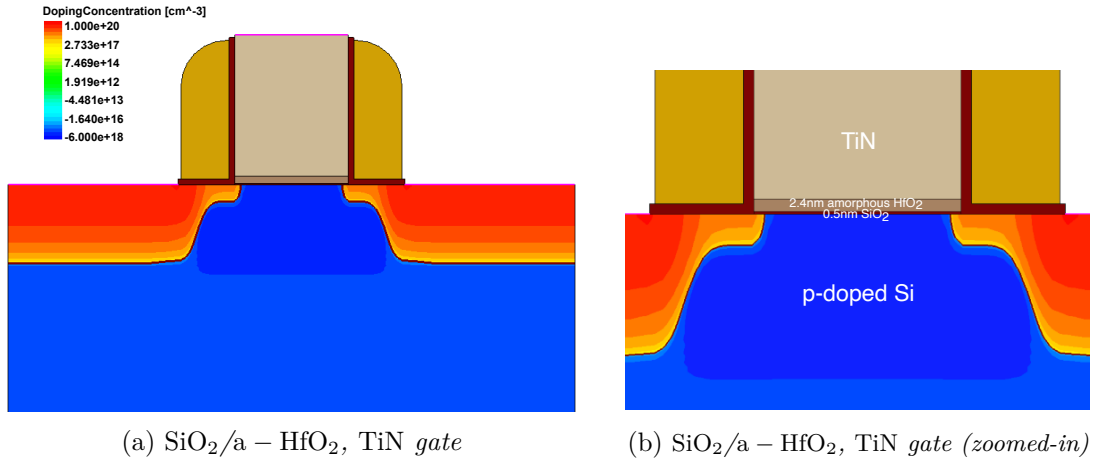 DopingConcentration [cm^-3]
1.000e+20
2.733e+17
7.469e+14
1.919e+12
-4.481e+13
-1.640e+16
-6.000e+18
TiN
2.4nm amorphous HfO₂
0.5nm SiO₂
p-doped Si
(a) SiO₂/a − HfO₂, TiN gate
(b) SiO₂/a − HfO₂, TiN gate (zoomed-in)